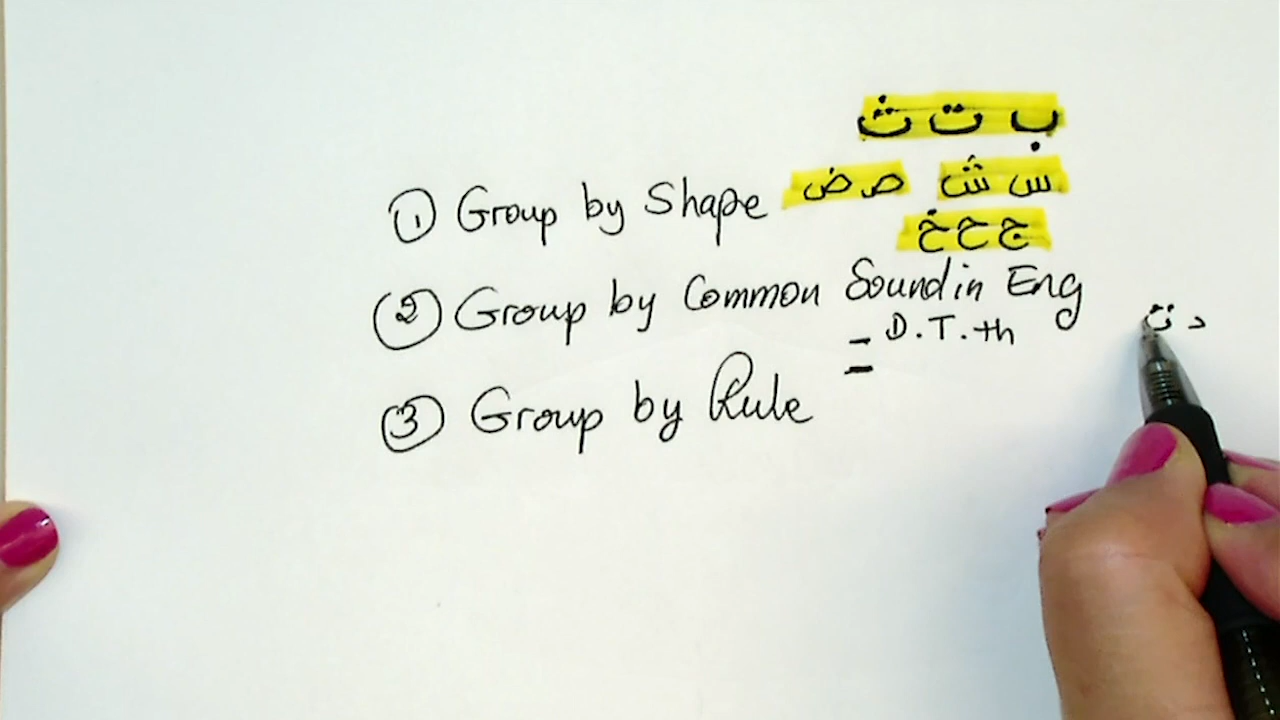 ب ت ث
① Group by Shape س ش ص ض
ج ح خ
② Group by Common Sound in Eng
- D.T.th د ت
-
③ Group by Rule